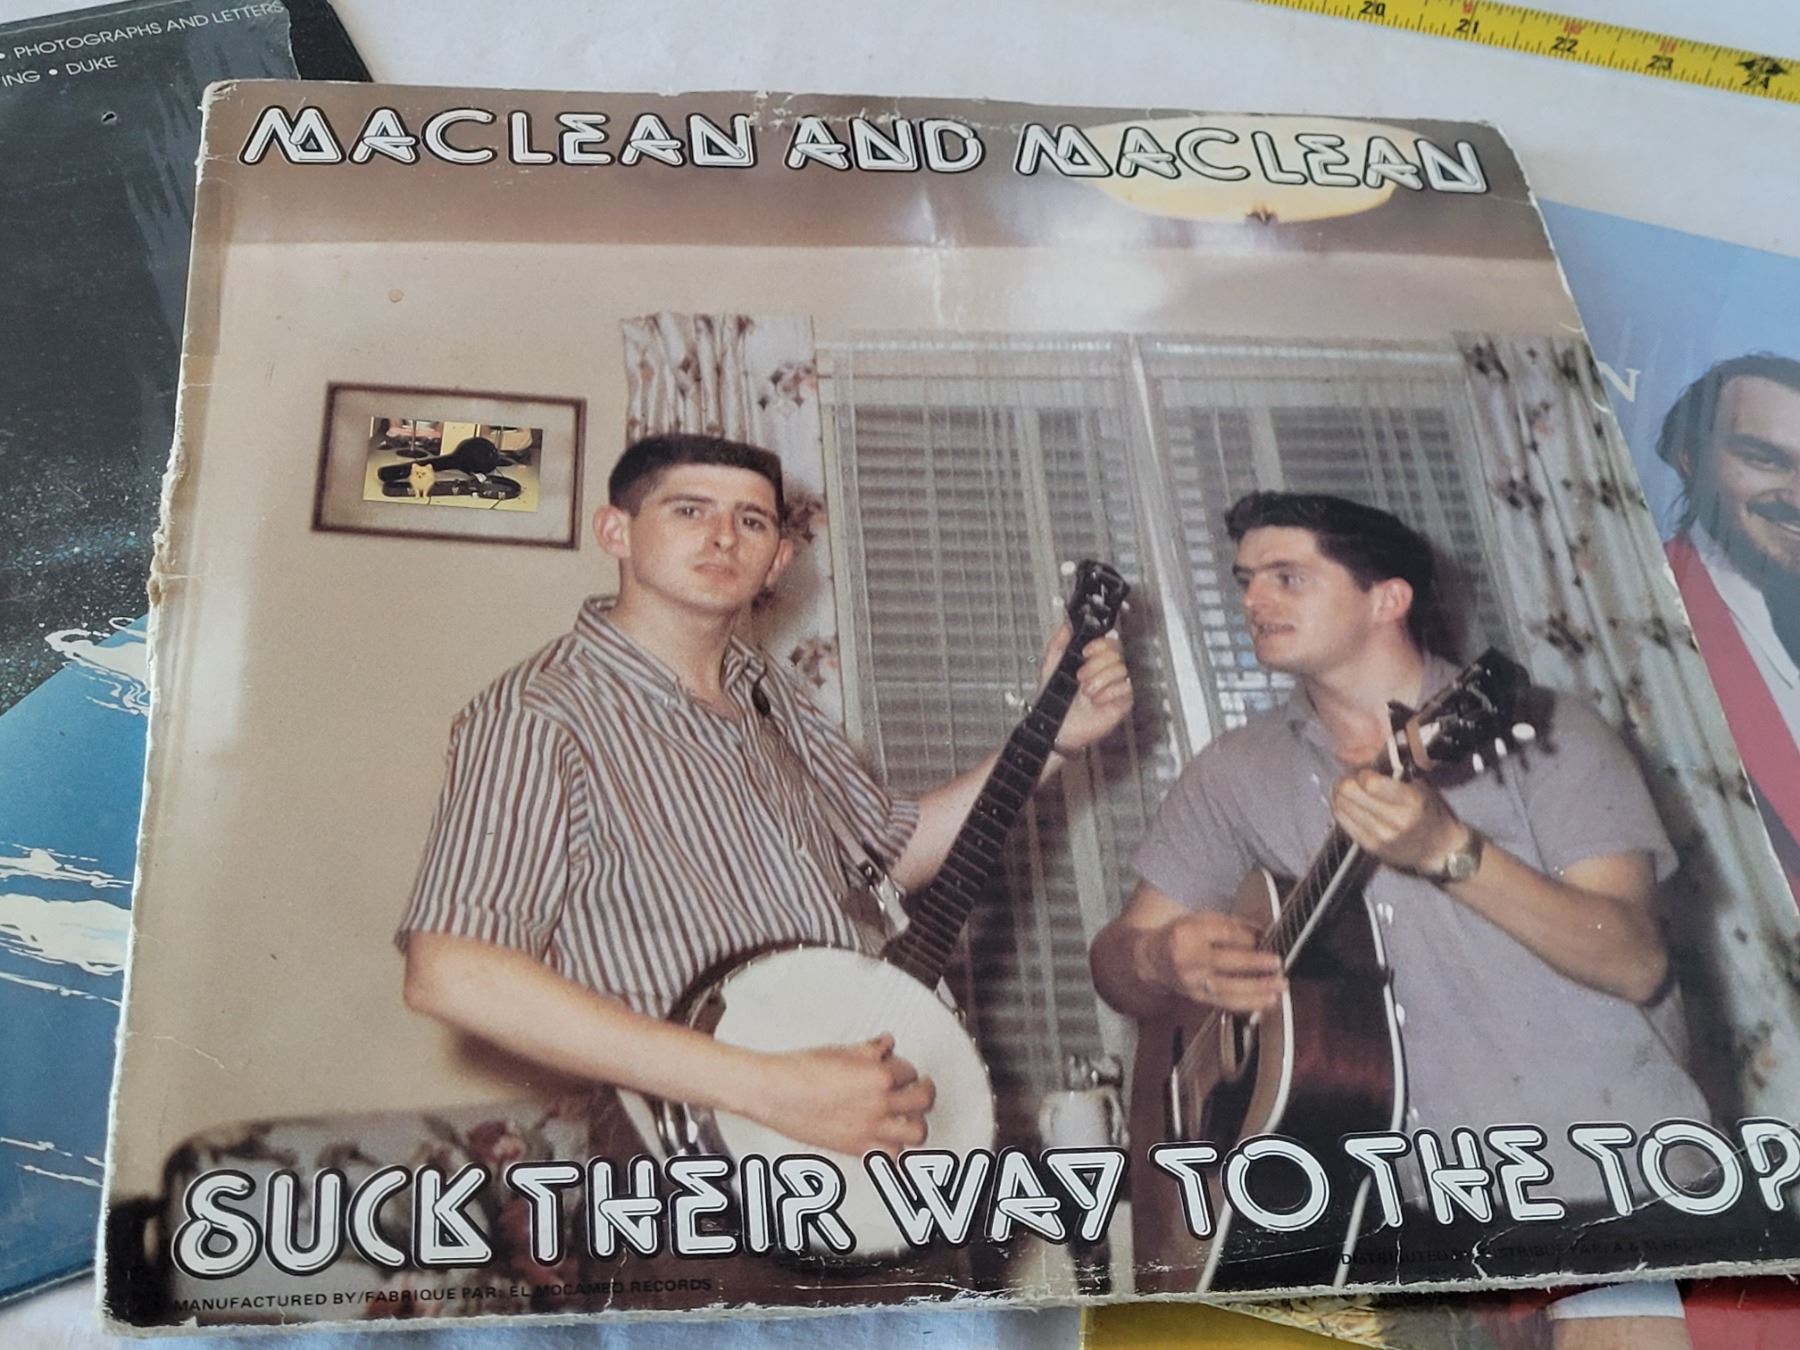 • PHOTOGRAPHS AND LETTERS
ING • DUKE
20 21 22 23 24
MACLEAN AND MACLEAN
N
SUCK THEIR WAY TO THE TOP
MANUFACTURED BY/FABRIQUE PAR: EL MOCAMBO RECORDS
A & M